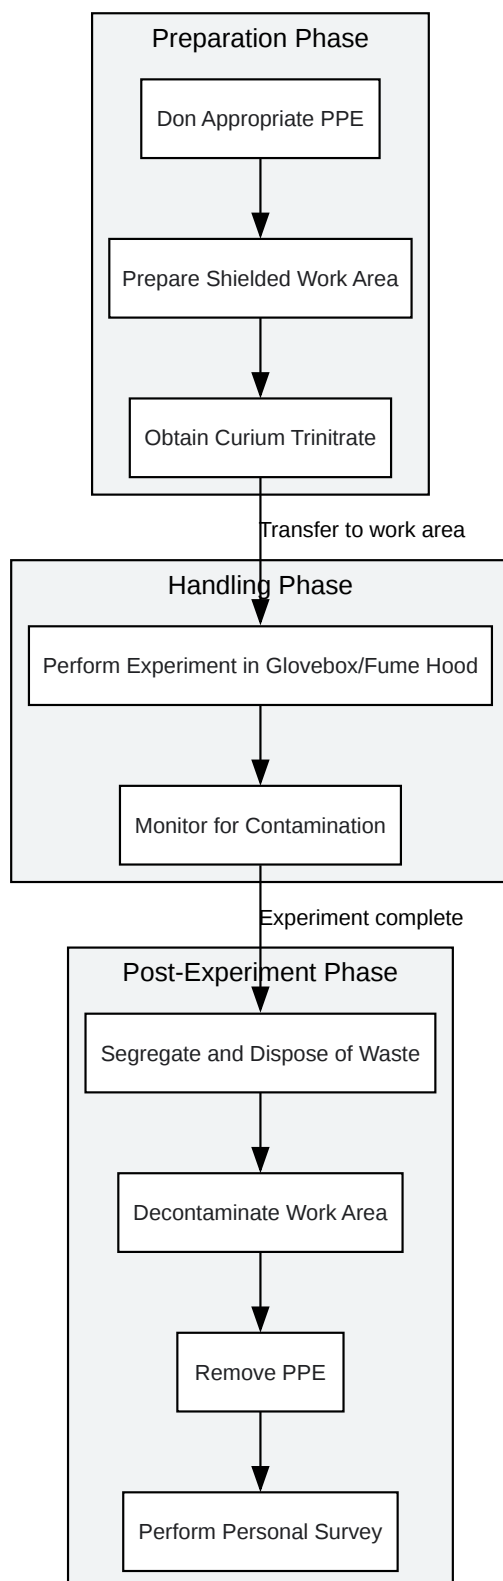 Preparation Phase
Don Appropriate PPE
Prepare Shielded Work Area
Obtain Curium Trinitrate
Transfer to work area
Handling Phase
Perform Experiment in Glovebox/Fume Hood
Monitor for Contamination
Experiment complete
Post-Experiment Phase
Segregate and Dispose of Waste
Decontaminate Work Area
Remove PPE
Perform Personal Survey